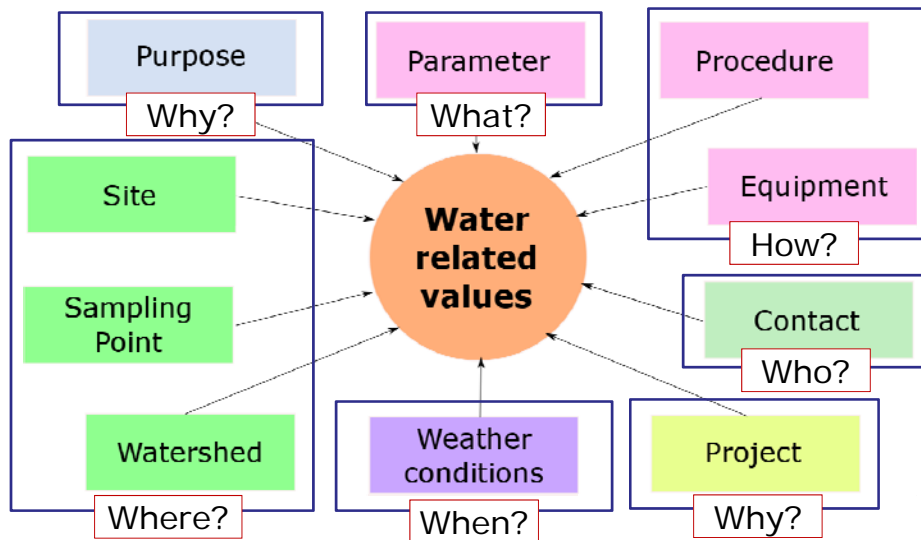 Purpose
Why?
Parameter
What?
Procedure
Equipment
How?
Site
Sampling
Point
Watershed
Where?
Water
related
values
Contact
Who?
Weather
conditions
When?
Project
Why?